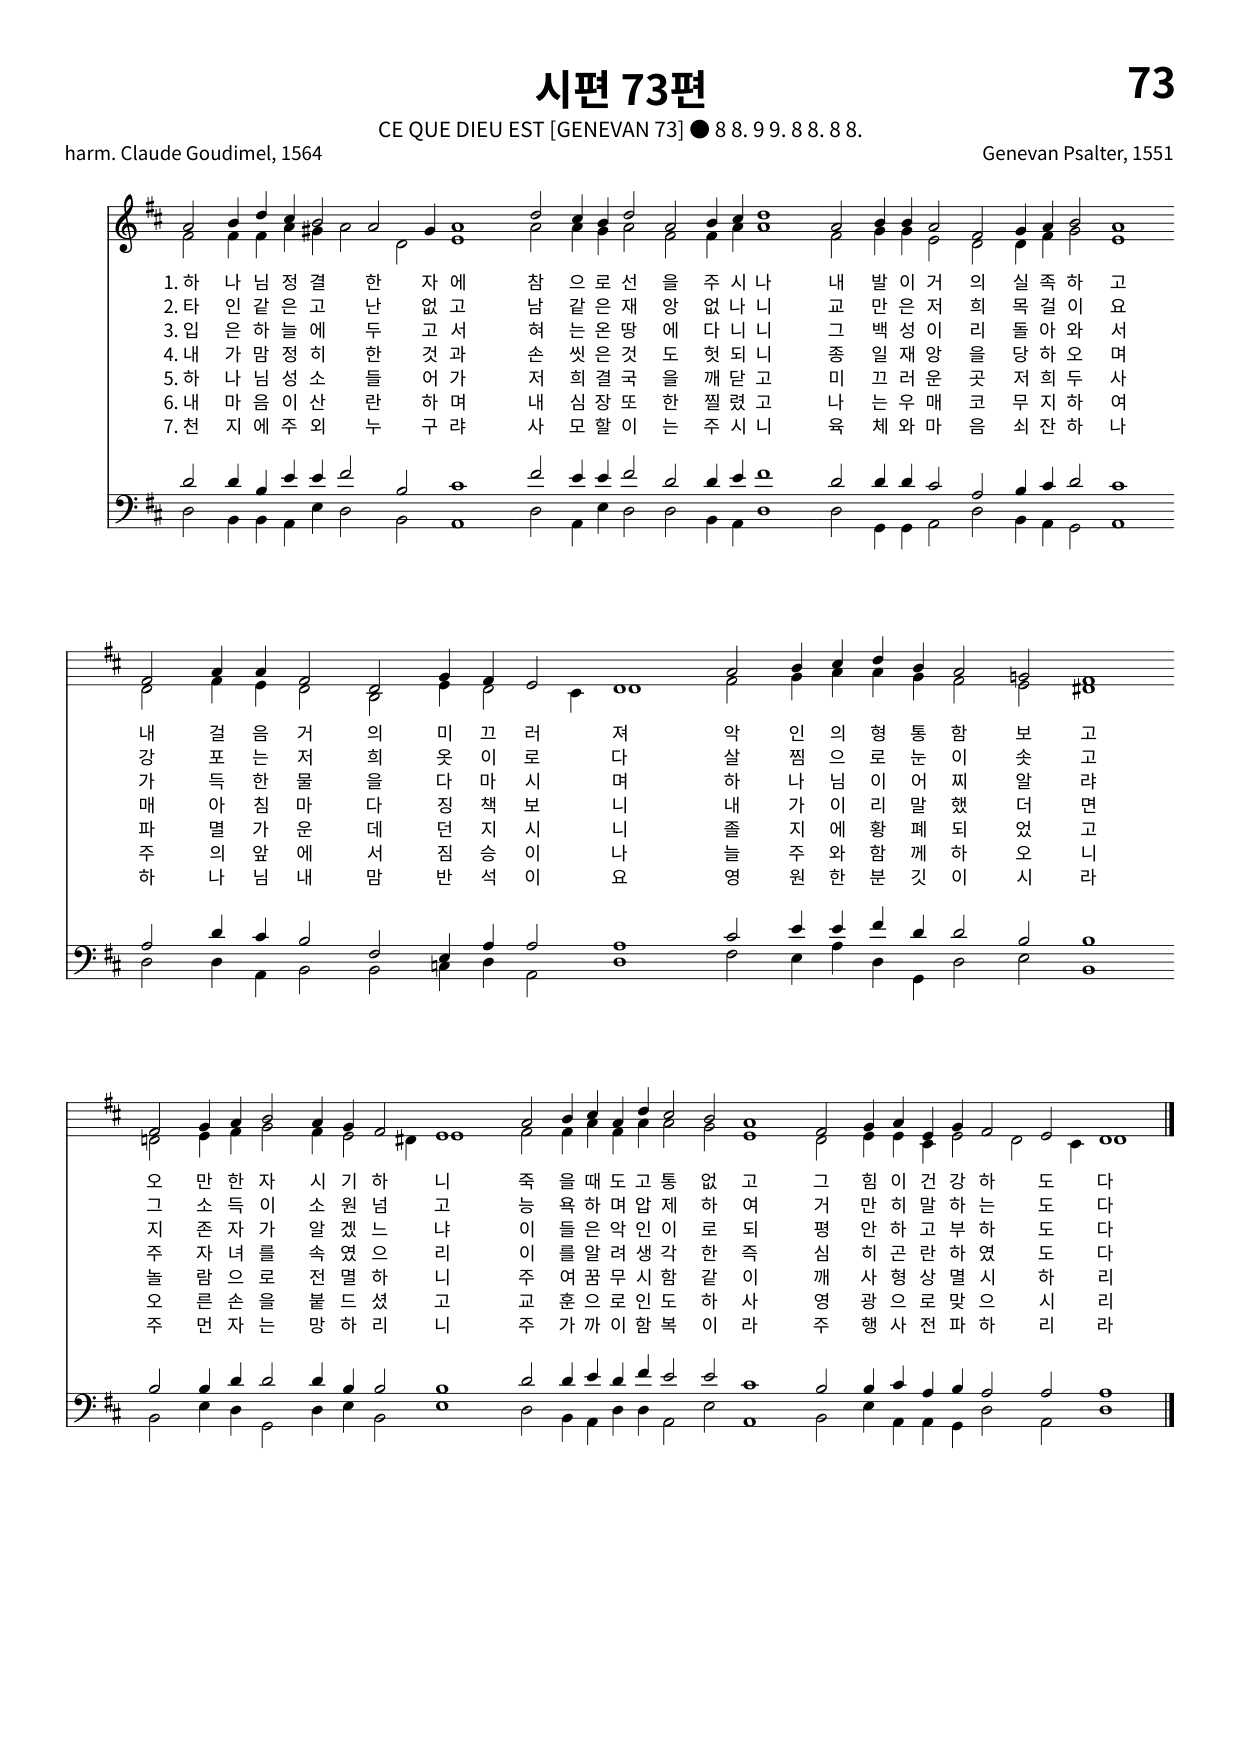 시편 73편
73
CE QUE DIEU EST [GENEVAN 73] ● 8 8. 9 9. 8 8. 8 8.
harm. Claude Goudimel, 1564
Genevan Psalter, 1551
1. 하 나 님 정 결 한 자 에 참 으 로 선 을 주 시 나 내 발 이 거 의 실 족 하 고
2. 타 인 같 은 고 난 없 고 남 같 은 재 앙 없 나 니 교 만 은 저 희 목 걸 이 요
3. 입 은 하 늘 에 두 고 서 혀 는 온 땅 에 다 니 니 그 백 성 이 리 돌 아 와 서
4. 내 가 맘 정 히 한 것 과 손 씻 은 것 도 헛 되 니 종 일 재 앙 을 당 하 오 며
5. 하 나 님 성 소 들 어 가 저 희 결 국 을 깨 닫 고 미 끄 러 운 곳 저 희 두 사
6. 내 마 음 이 산 란 하 며 내 심 장 또 한 찔 렸 고 나 는 우 매 코 무 지 하 여
7. 천 지 에 주 외 누 구 랴 사 모 할 이 는 주 시 니 육 체 와 마 음 쇠 잔 하 나
내 걸 음 거 의 미 끄 러 져 악 인 의 형 통 함 보 고
강 포 는 저 희 옷 이 로 다 살 찜 으 로 눈 이 솟 고
가 득 한 물 을 다 마 시 며 하 나 님 이 어 찌 알 랴
매 아 침 마 다 징 책 보 니 내 가 이 리 말 했 더 면
파 멸 가 운 데 던 지 시 니 졸 지 에 황 폐 되 었 고
주 의 앞 에 서 짐 승 이 나 늘 주 와 함 께 하 오 니
하 나 님 내 맘 반 석 이 요 영 원 한 분 깃 이 시 라
오 만 한 자 시 기 하 니 죽 을 때 도 고 통 없 고 그 힘 이 건 강 하 도 다
그 소 득 이 소 원 넘 고 능 욕 하 며 압 제 하 여 거 만 히 말 하 는 도 다
지 존 자 가 알 겠 느 냐 이 들 은 악 인 이 로 되 평 안 하 고 부 하 도 다
주 자 녀 를 속 였 으 리 이 를 알 려 생 각 한 즉 심 히 곤 란 하 였 도 다
놀 람 으 로 전 멸 하 니 주 여 꿈 무 시 함 같 이 깨 사 형 상 멸 시 하 리
오 른 손 을 붙 드 셨 고 교 훈 으 로 인 도 하 사 영 광 으 로 맞 으 시 리
주 먼 자 는 망 하 리 니 주 가 까 이 함 복 이 라 주 행 사 전 파 하 리 라